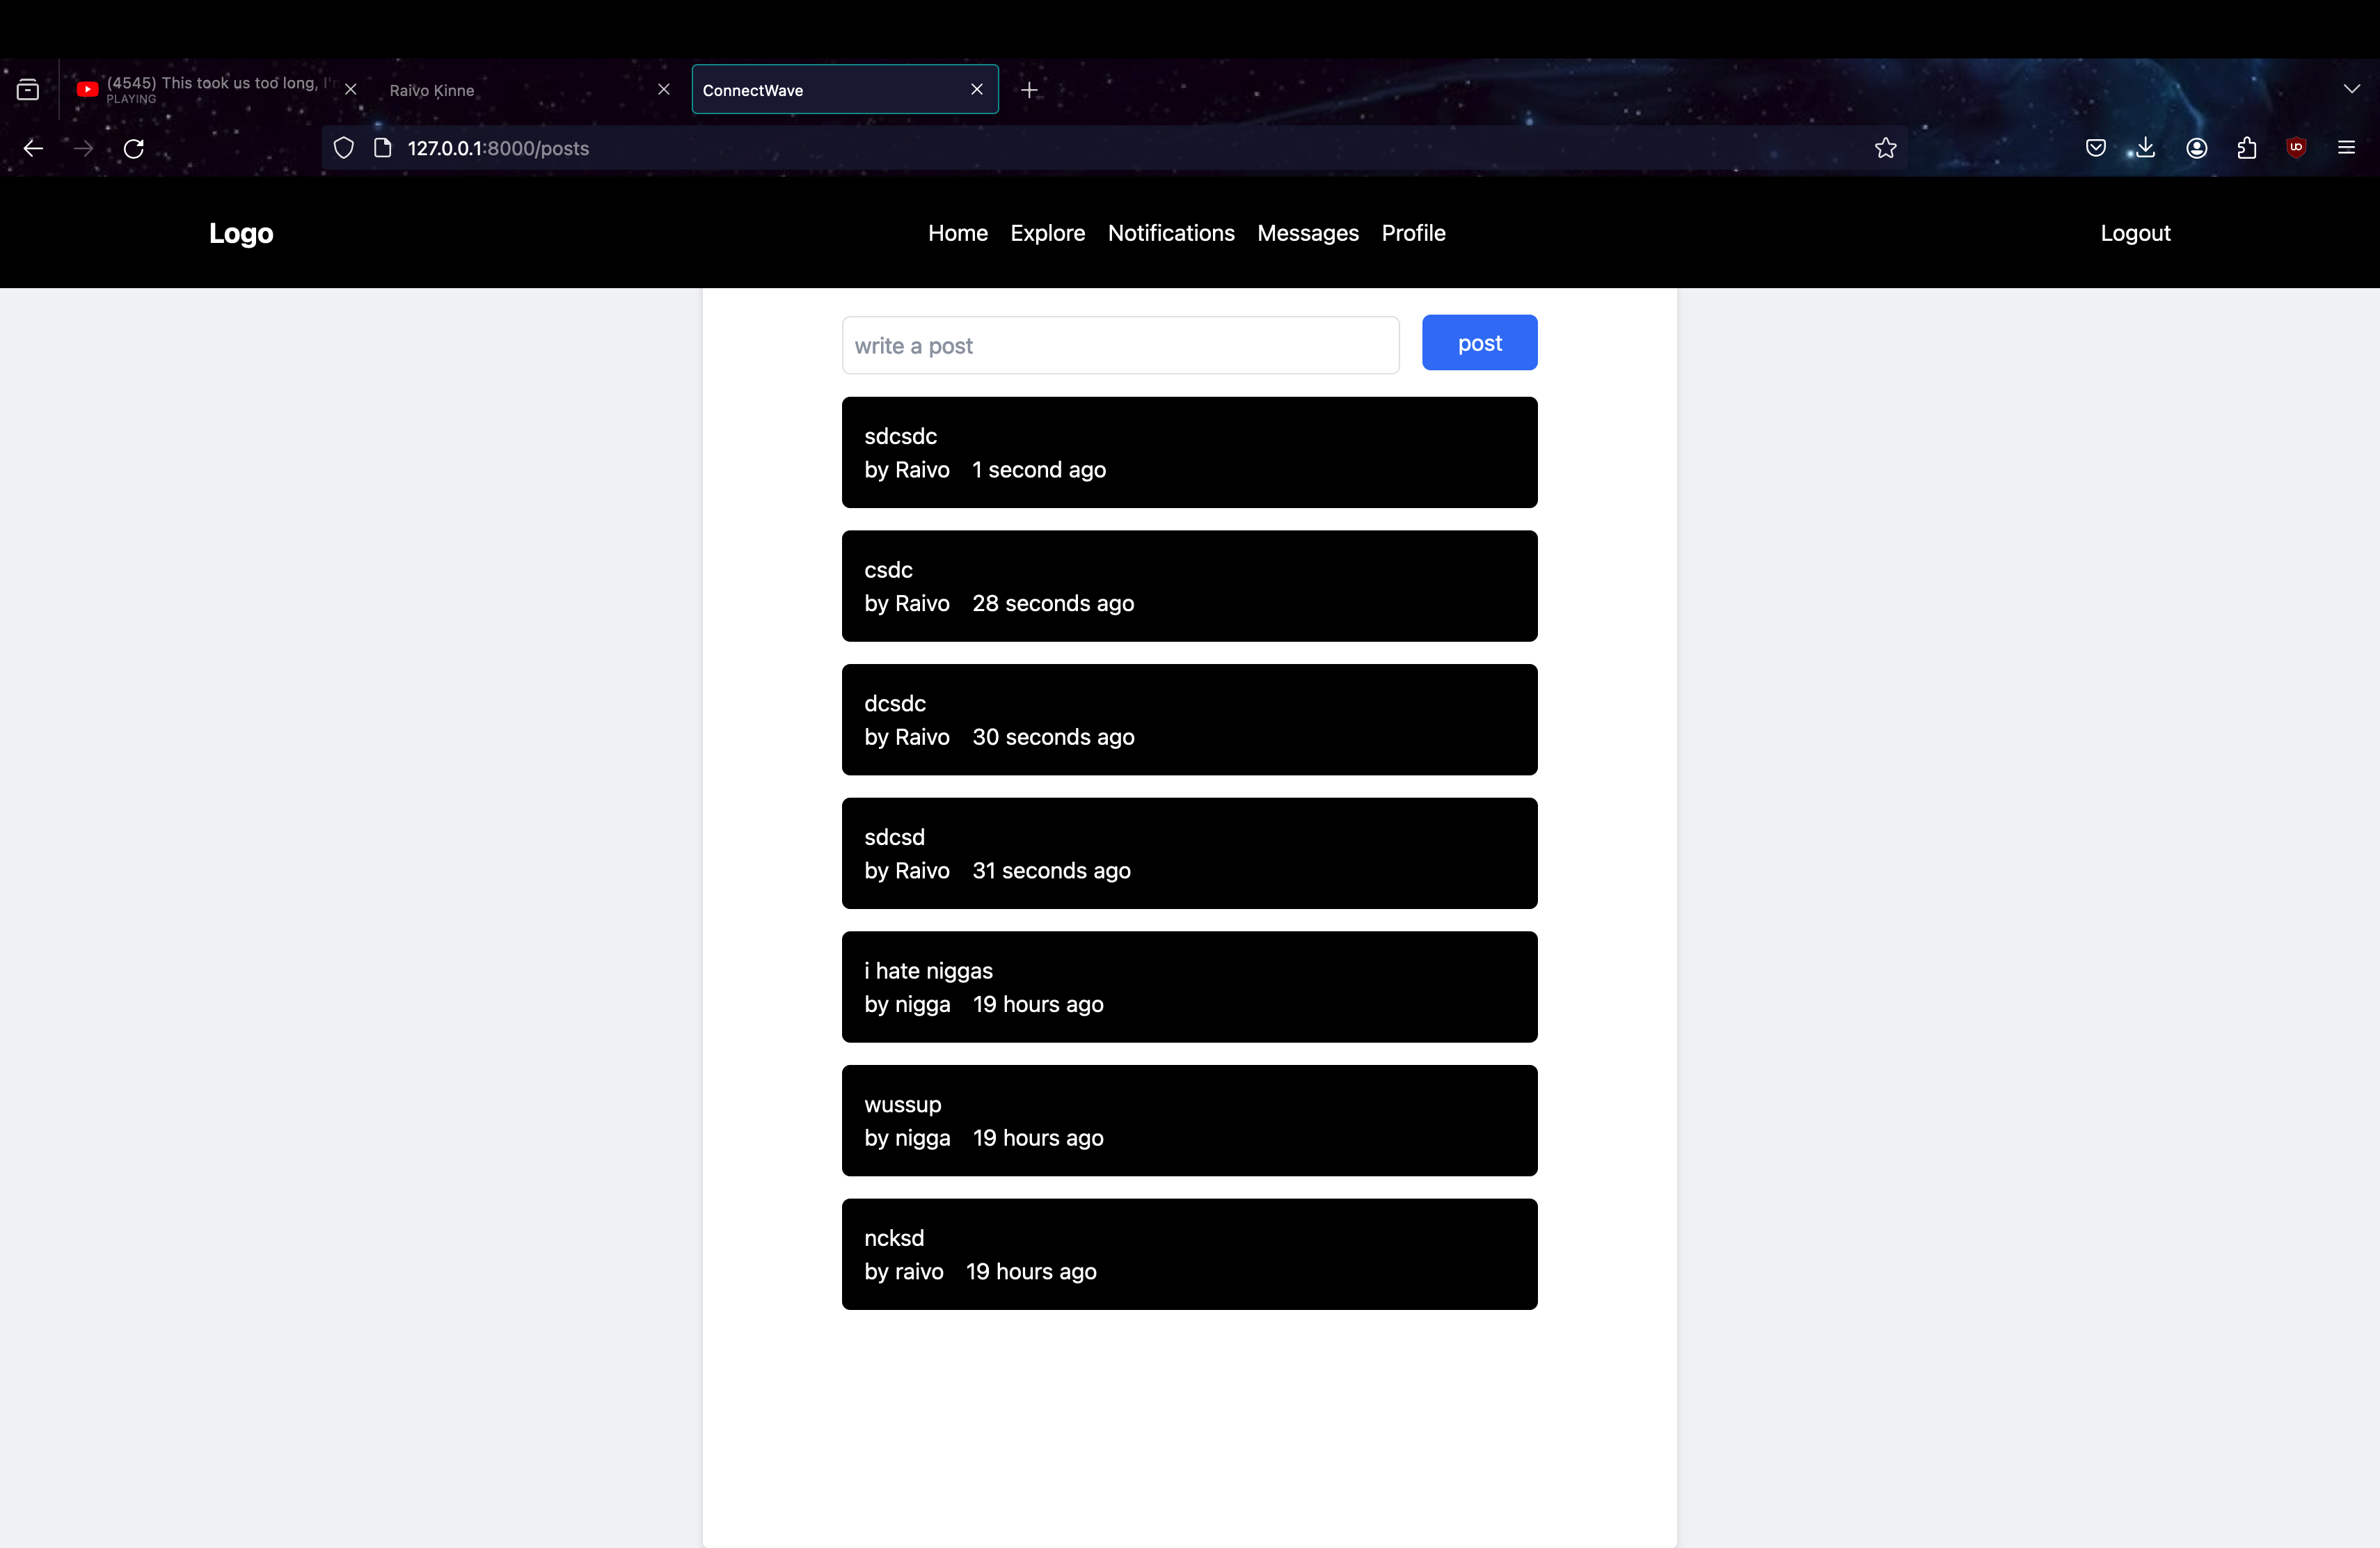 (4545) This took us too long, I'
PLAYING
Raivo Ķinne
ConnectWave
127.0.0.1:8000/posts
Logo
Home Explore Notifications Messages Profile
Logout
write a post
post
sdcsdc
by Raivo 1 second ago
csdc
by Raivo 28 seconds ago
dcsdc
by Raivo 30 seconds ago
sdcsd
by Raivo 31 seconds ago
i hate niggas
by nigga 19 hours ago
wussup
by nigga 19 hours ago
ncksd
by raivo 19 hours ago